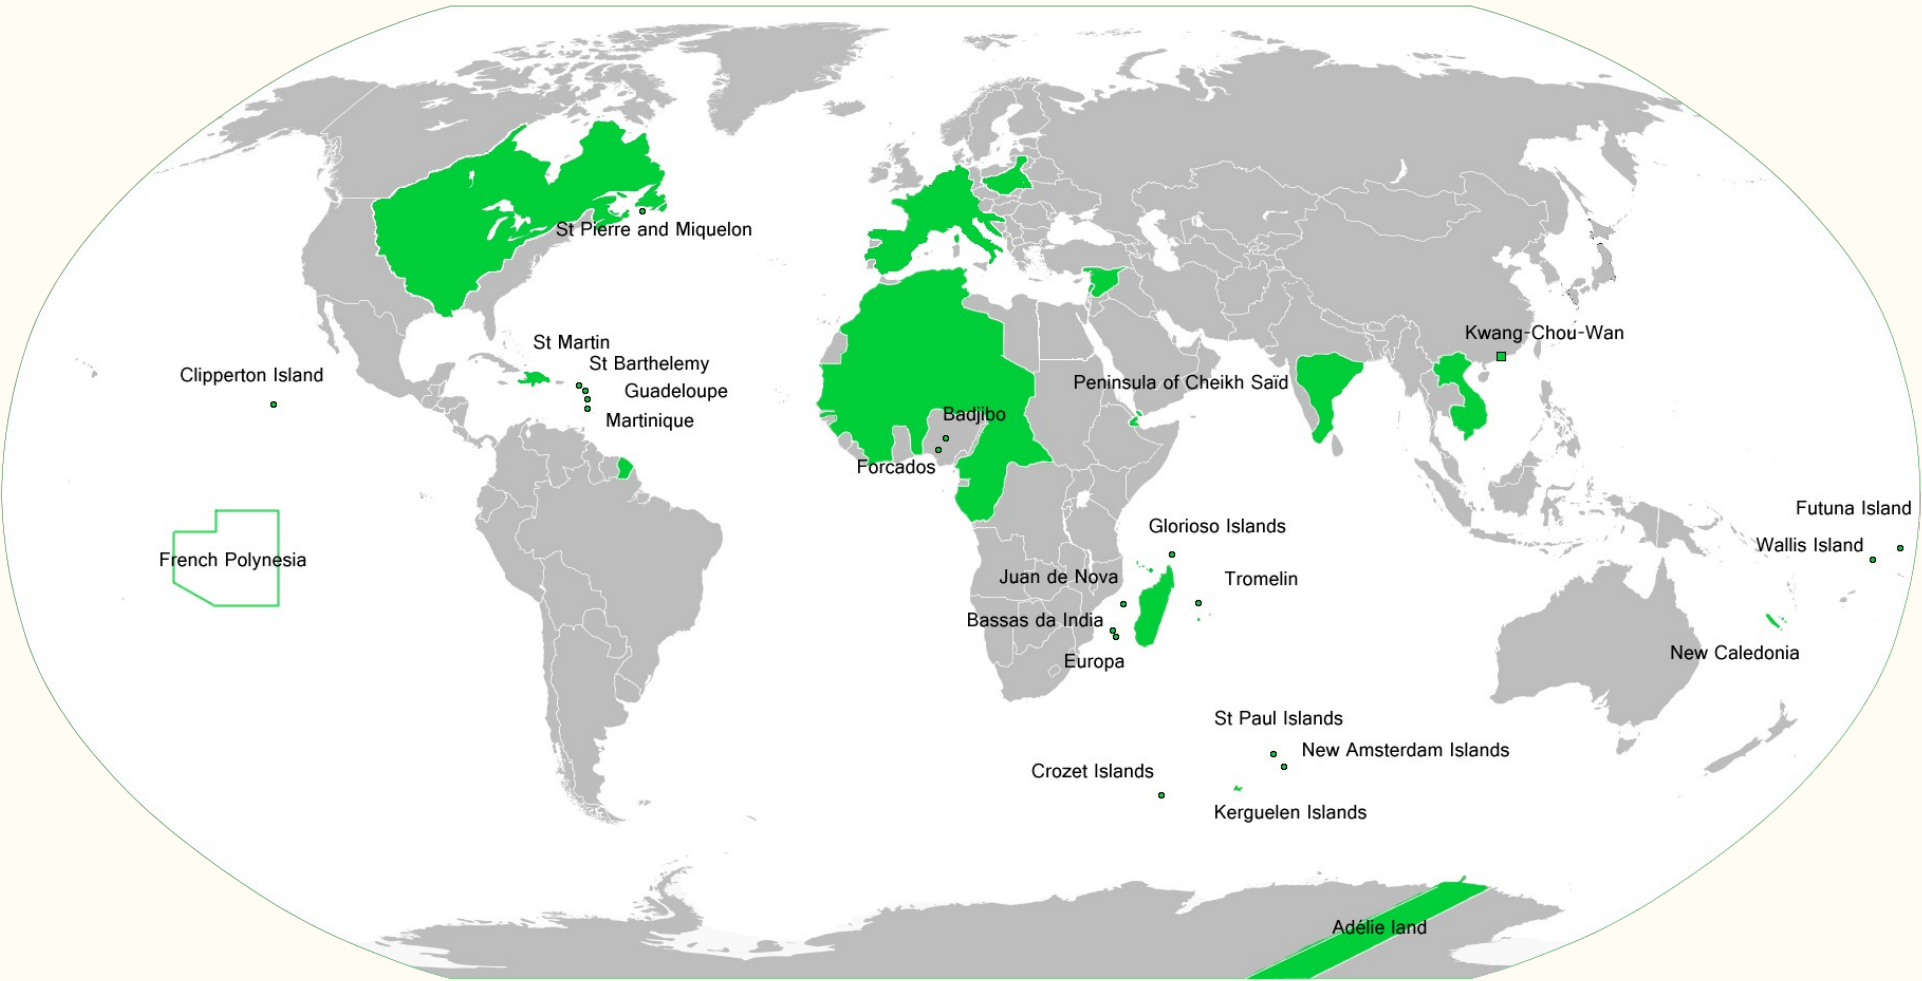 St Pierre and Miquelon
Kwang-Chou-Wan
St Martin
St Barthelemy
Clipperton Island
Guadeloupe
Peninsula of Cheikh Saïd
Martinique
Badjibo
Forcados
Futuna Island
Glorioso Islands
Wallis Island
French Polynesia
Juan de Nova
Tromelin
Bassas da India
Europa
New Caledonia
St Paul Islands
New Amsterdam Islands
Crozet Islands
Kerguelen Islands
Adélie land